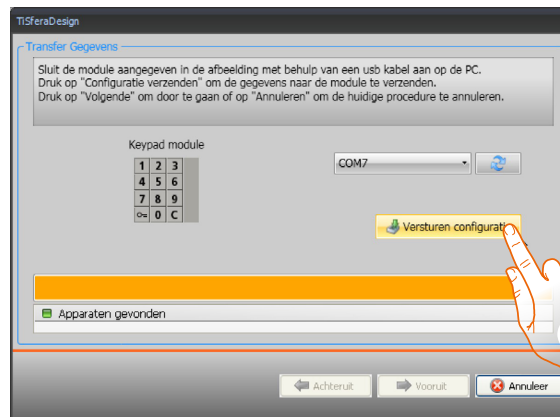 TiSferaDesign
Transfer Gegevens
Sluit de module aangegeven in de afbeelding met behulp van een usb kabel aan op de PC.
Druk op "Configuratie verzenden" om de gegevens naar de module te verzenden.
Druk op "Volgende" om door te gaan of op "Annuleren" om de huidige procedure te annuleren.
Keypad module
1 2 3
4 5 6
7 8 9
0 C
COM7
Versturen configurati
Apparaten gevonden
Achteruit
Vooruit
Annuleer